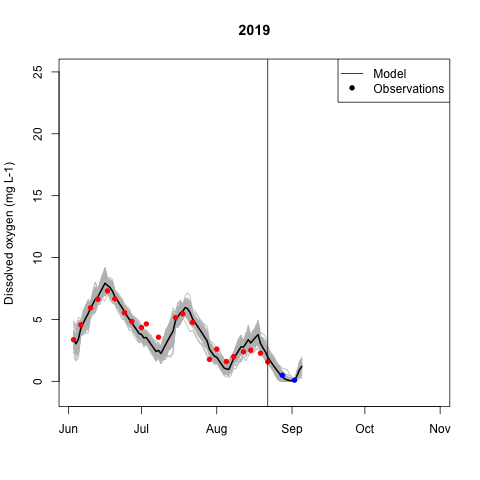 2019
Model
Observations
Dissolved oxygen (mg L-1)
25
20
15
10
5
0
Jun Jul Aug Sep Oct Nov